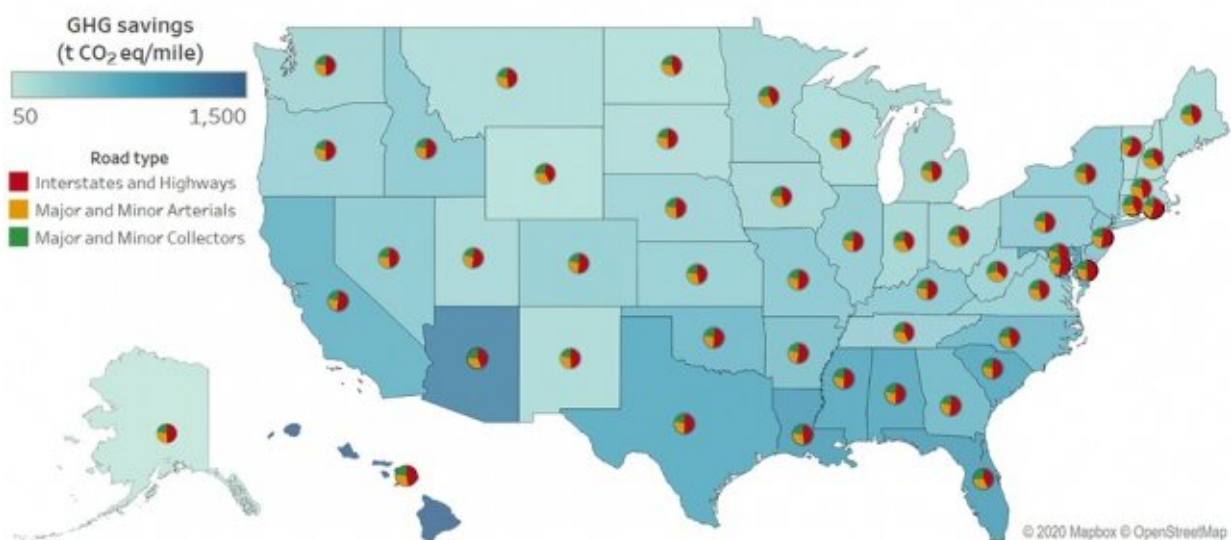 GHG savings
(t CO₂ eq/mile)
50 1,500
Road type
Interstates and Highways
Major and Minor Arterials
Major and Minor Collectors
© 2020 Mapbox © OpenStreetMap